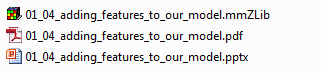 01_04_adding_features_to_our_model.mmZLib
01_04_adding_features_to_our_model.pdf
01_04_adding_features_to_our_model.pptx